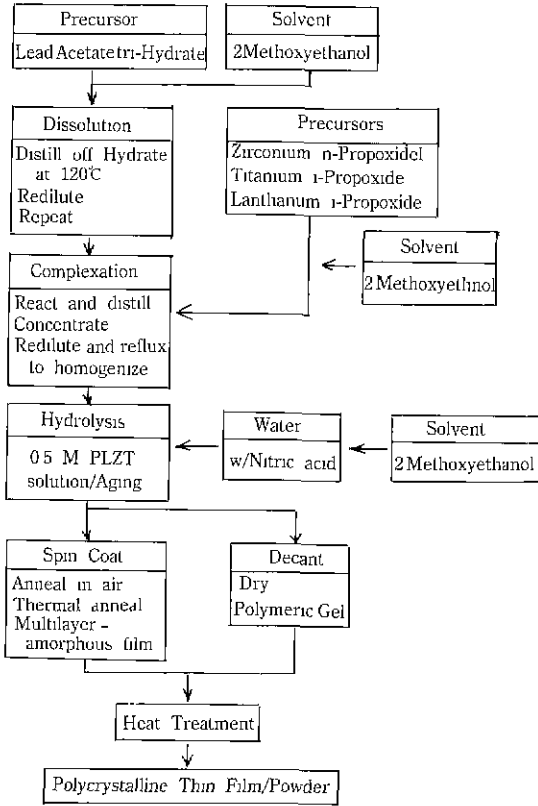 Precursor
Lead Acetate tri-Hydrate
Solvent
2Methoxyethanol
Dissolution
Distill off Hydrate
at 120℃
Redilute
Repeat
Precursors
Zirconium n-Propoxidel
Titanium i-Propoxide
Lanthanum i-Propoxide
Solvent
2 Methoxyethnol
Complexation
React and distill
Concentrate
Redilute and reflux
to homogenize
Hydrolysis
05 M PLZT
solution/Aging
Water
w/Nitric acid
Solvent
2 Methoxyethanol
Spin Coat
Anneal in air
Thermal anneal
Multilayer-
amorphous film
Decant
Dry
Polymeric Gel
Heat Treatment
Polycrystalline Thin Film/Powder